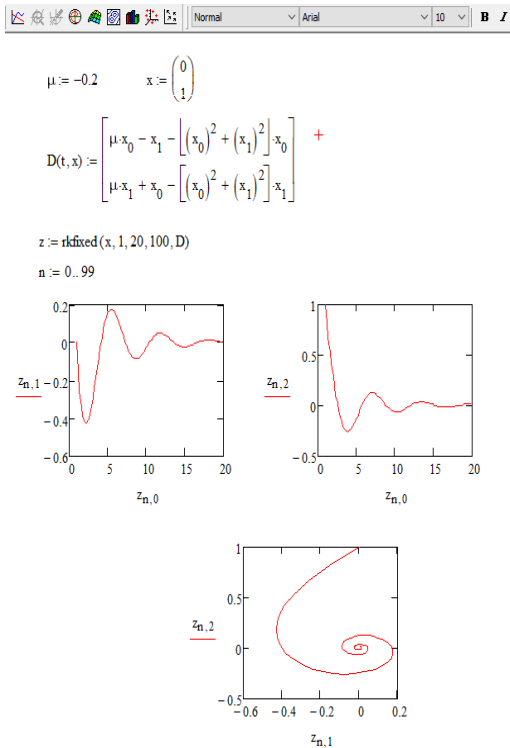 Normal Arial 10 B I
μ := −0.2 x := (0 1)
D(t, x) := [μ·x₀ − x₁ − [(x₀)² + (x₁)²]·x₀
μ·x₁ + x₀ − [(x₀)² + (x₁)²]·x₁]
z := rkfixed(x, 1, 20, 100, D)
n := 0.. 99
0.2
0
zₙ,₁ −0.2
−0.4
−0.6
0 5 10 15 20
zₙ,₀
1
0.5
zₙ,₂
0
−0.5
0 5 10 15 20
zₙ,₀
1
0.5
zₙ,₂
0
−0.5
−0.6 −0.4 −0.2 0 0.2
zₙ,₁